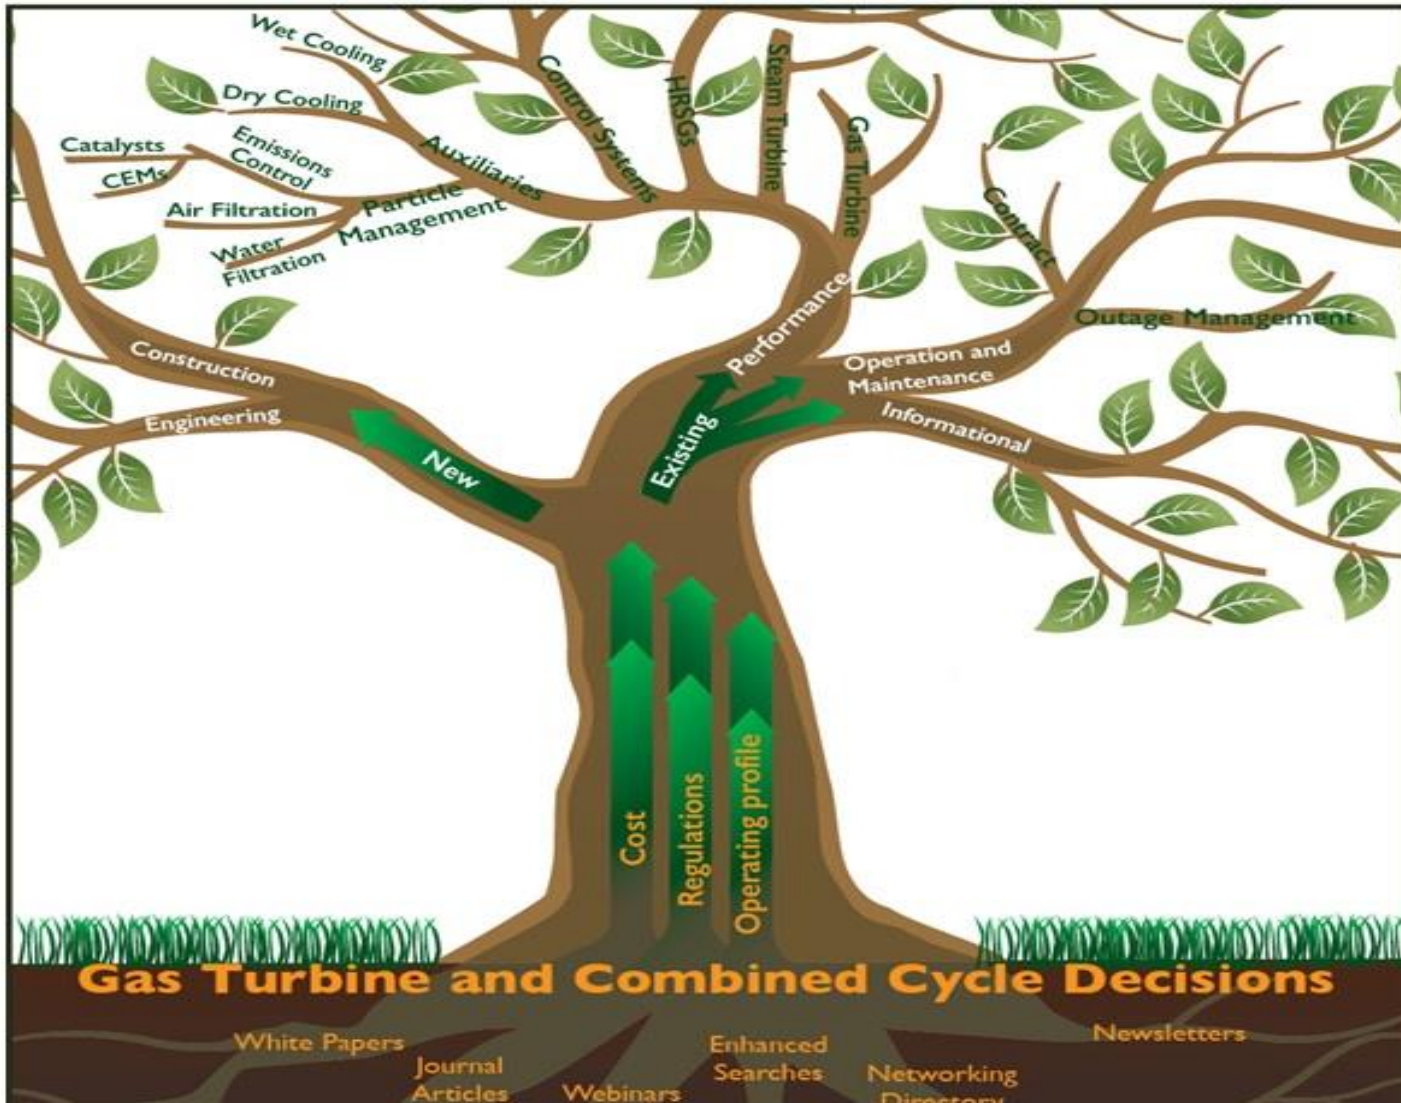 Wet Cooling
Dry Cooling
Catalysts
CEMs
Emissions
Control
Air Filtration
Water
Filtration
Particle
Management
Auxiliaries
Control Systems
HRSGs
Steam Turbine
Gas Turbine
Contract
Outage Management
Performance
Operation and
Maintenance
Informational
Construction
Engineering
New
Existing
Cost
Regulations
Operating profile
Gas Turbine and Combined Cycle Decisions
White Papers
Journal
Articles
Webinars
Enhanced
Searches
Networking
Directory
Newsletters